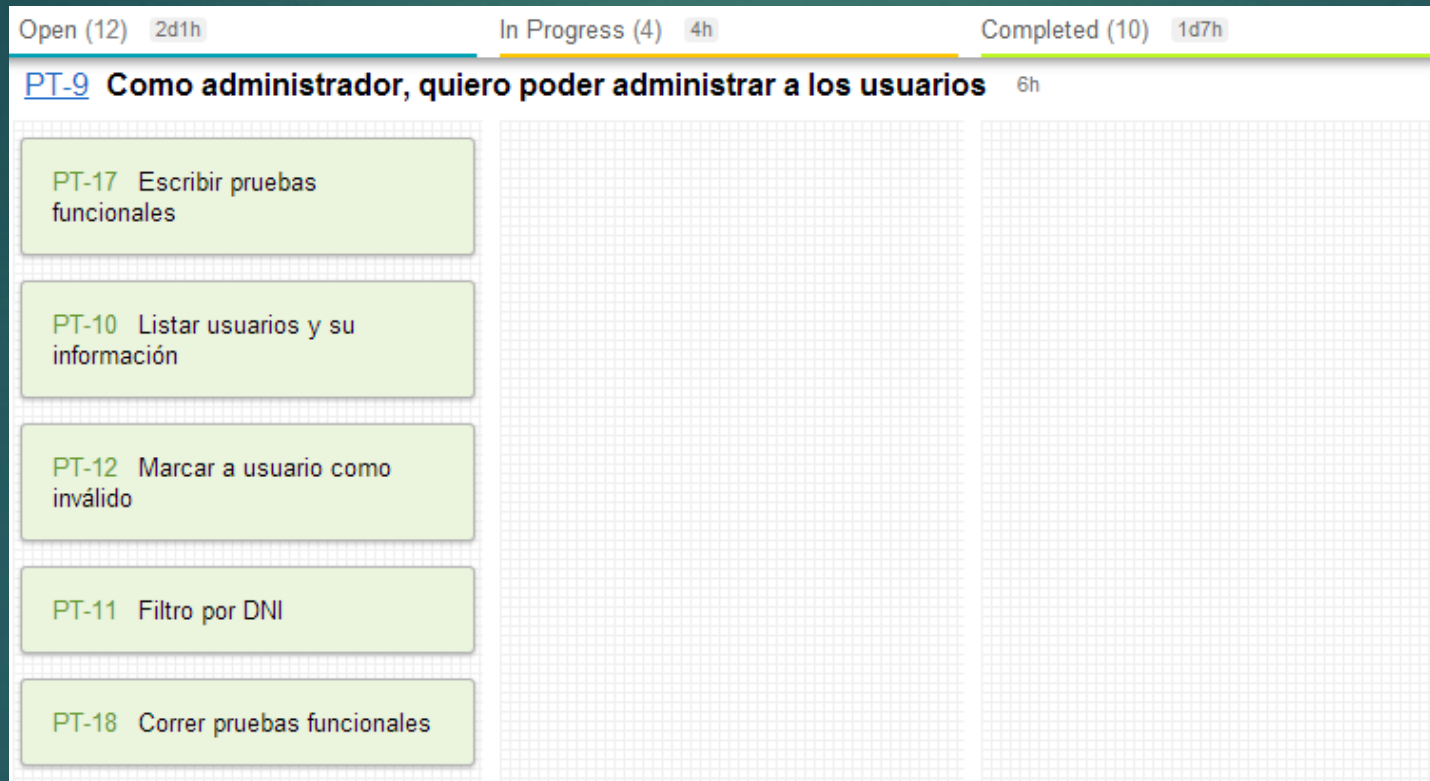 Open (12) 2d1h In Progress (4) 4h Completed (10) 1d7h
PT-9 Como administrador, quiero poder administrar a los usuarios 6h
PT-17 Escribir pruebas
funcionales
PT-10 Listar usuarios y su
información
PT-12 Marcar a usuario como
inválido
PT-11 Filtro por DNI
PT-18 Correr pruebas funcionales